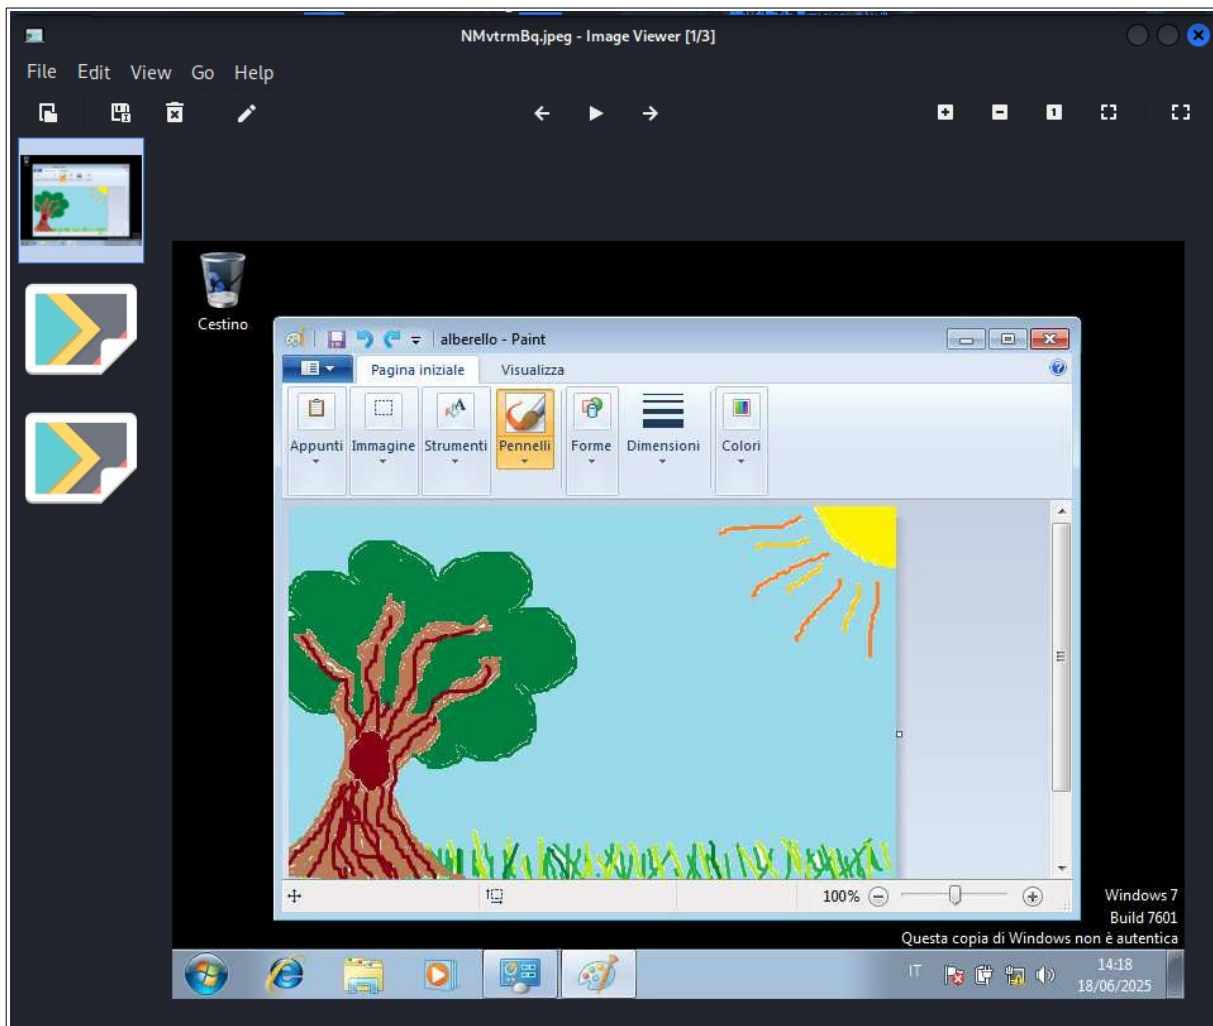 NMvtrmBq.jpeg - Image Viewer [1/3]
File Edit View Go Help
Cestino
alberello - Paint
Pagina iniziale Visualizza
Appunti Immagine Strumenti Pennelli Forme Dimensioni Colori
100%
Windows 7
Build 7601
Questa copia di Windows non è autentica
IT
14:18
18/06/2025